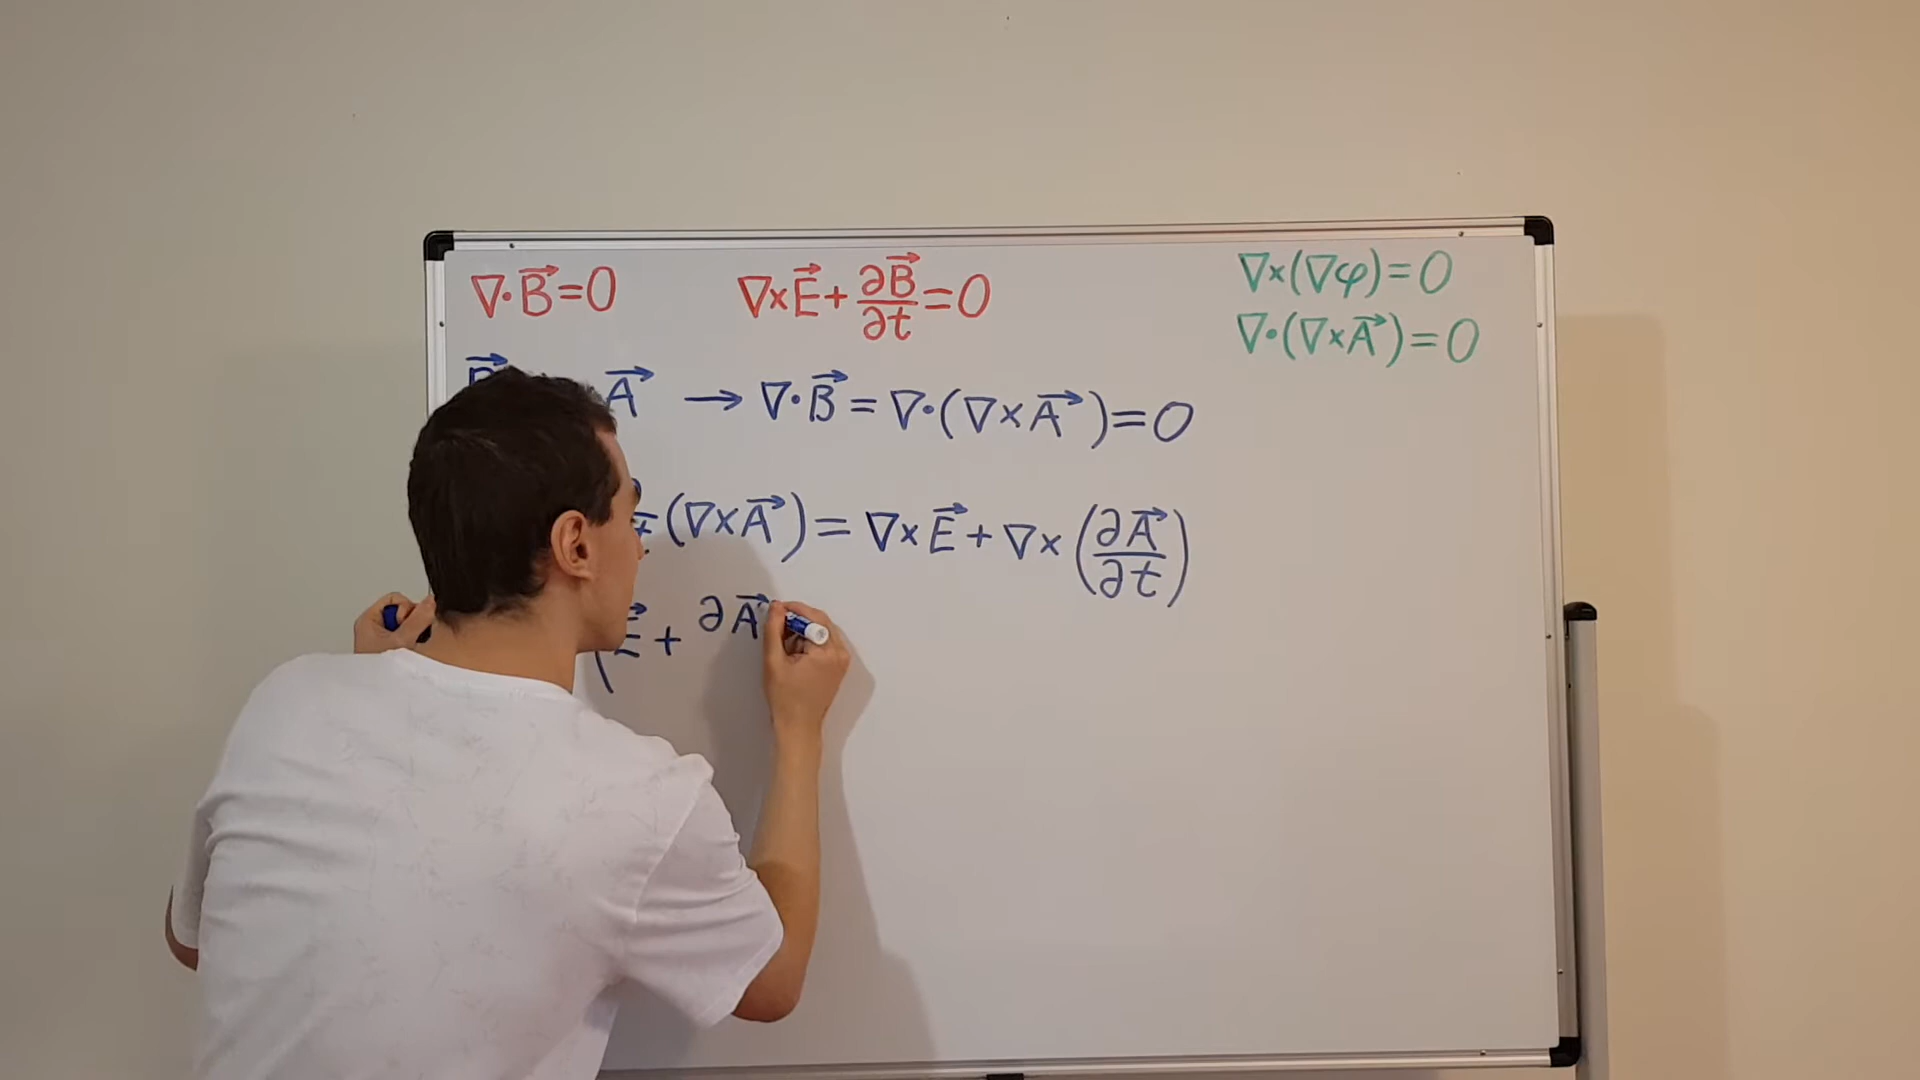 ∇·B⃗=0
∇×E⃗+∂B⃗/∂t=0
∇×(∇φ)=0
∇·(∇×A⃗)=0
A⃗ → ∇·B⃗ = ∇·(∇×A⃗)=0
(∇×A⃗) = ∇×E⃗ + ∇×(∂A⃗/∂t)
E⃗ + ∂A⃗